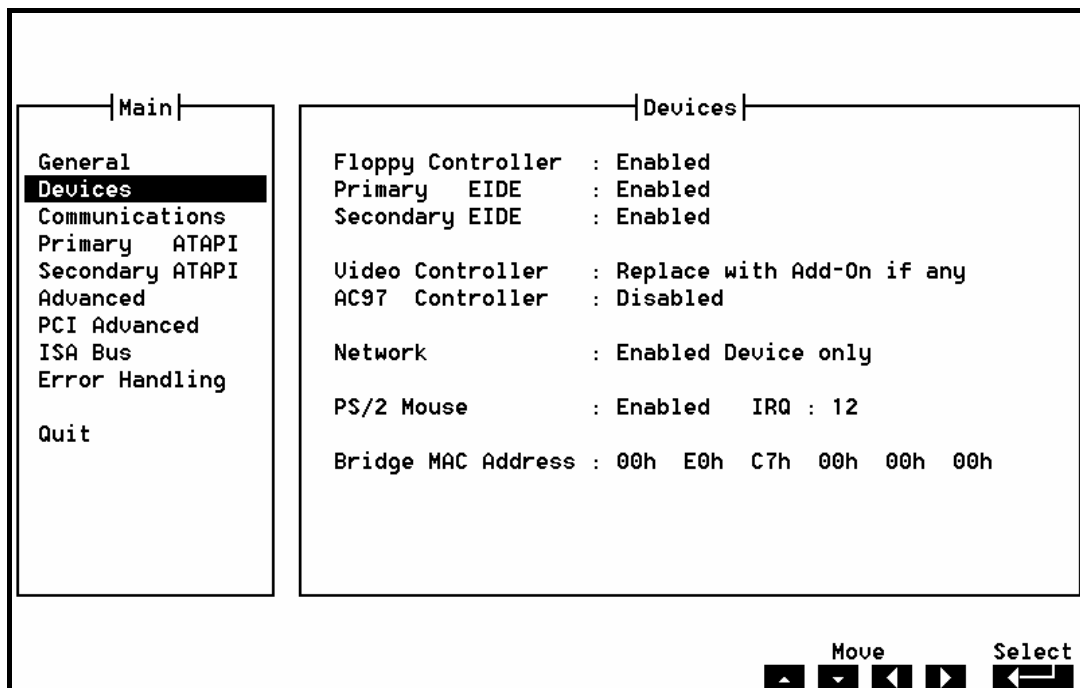 Main
General
Devices
Communications
Primary   ATAPI
Secondary ATAPI
Advanced
PCI Advanced
ISA Bus
Error Handling
Quit
Devices
Floppy Controller  : Enabled
Primary   EIDE     : Enabled
Secondary EIDE     : Enabled
Video Controller   : Replace with Add-On if any
AC97  Controller   : Disabled
Network            : Enabled Device only
PS/2 Mouse         : Enabled   IRQ : 12
Bridge MAC Address : 00h  E0h  C7h  00h  00h  00h
Move
Select